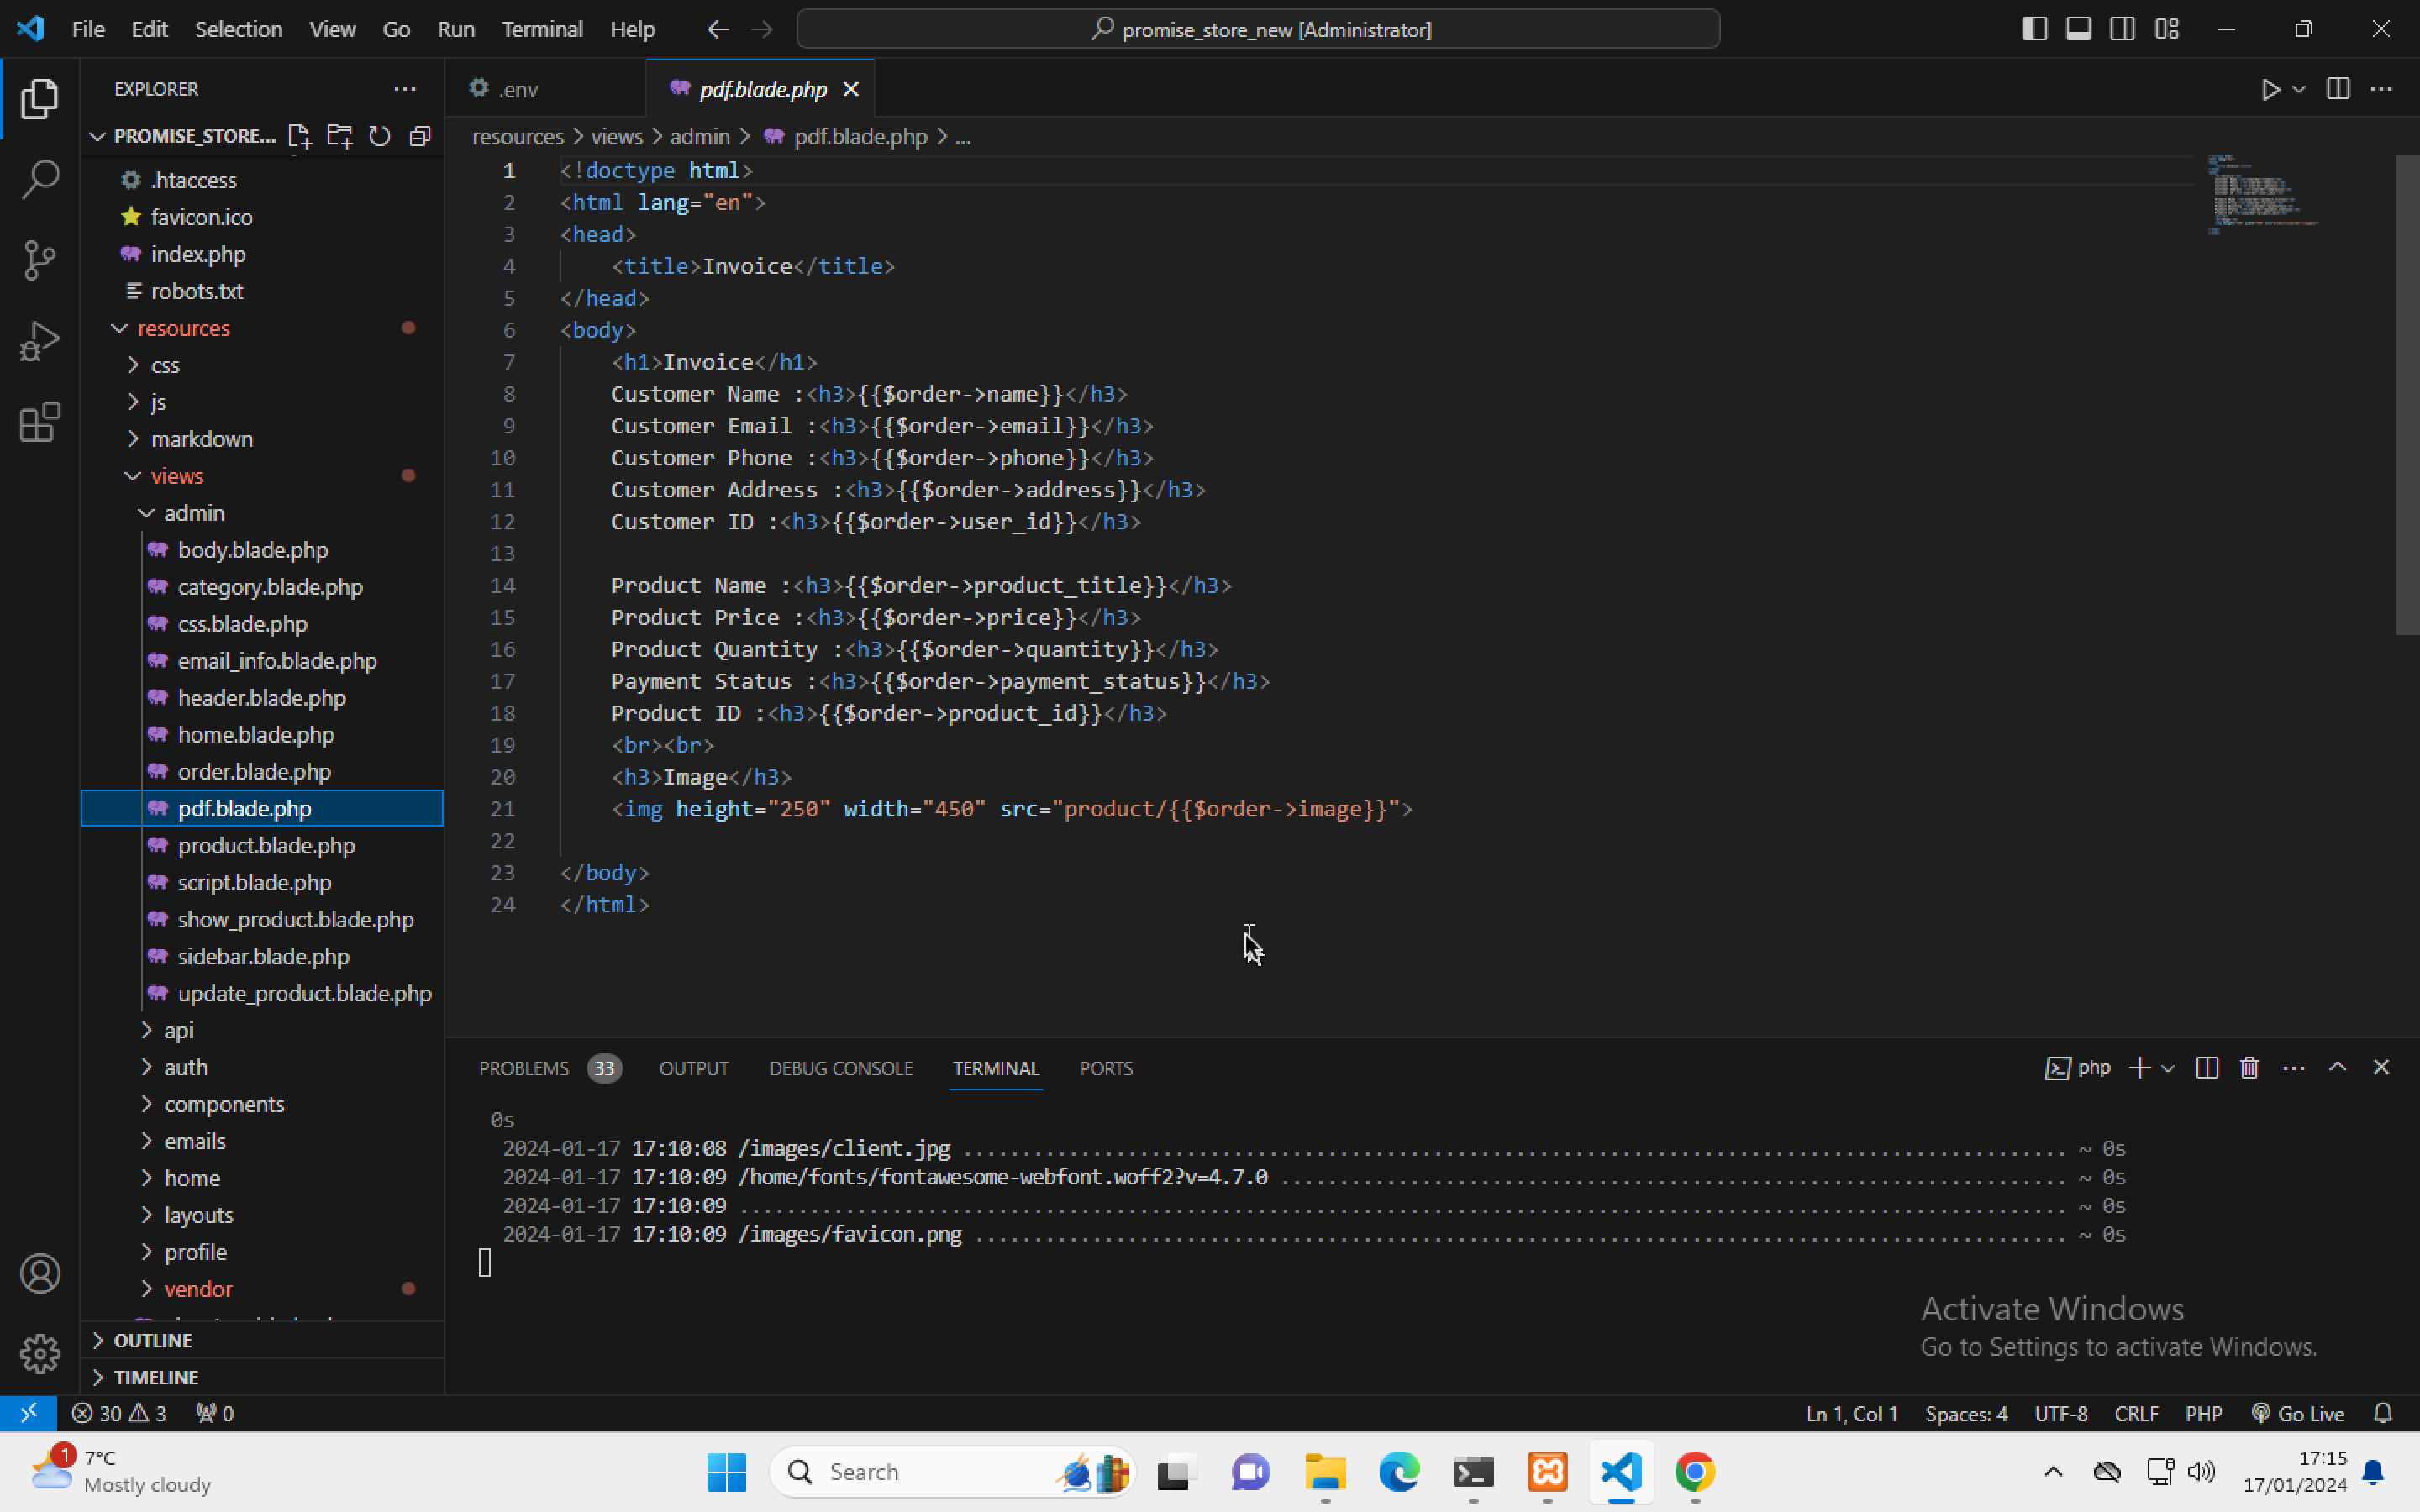 File Edit Selection View Go Run Terminal Help
promise_store_new [Administrator]
EXPLORER
PROMISE_STORE...
.htaccess
favicon.ico
index.php
robots.txt
resources
css
js
markdown
views
admin
body.blade.php
category.blade.php
css.blade.php
email_info.blade.php
header.blade.php
home.blade.php
order.blade.php
pdf.blade.php
product.blade.php
script.blade.php
show_product.blade.php
sidebar.blade.php
update_product.blade.php
api
auth
components
emails
home
layouts
profile
vendor
OUTLINE
TIMELINE
.env pdf.blade.php
resources > views > admin > pdf.blade.php > ...
1 <!doctype html>
2 <html lang="en">
3 <head>
4 <title>Invoice</title>
5 </head>
6 <body>
7 <h1>Invoice</h1>
8 Customer Name :<h3>{{$order->name}}</h3>
9 Customer Email :<h3>{{$order->email}}</h3>
10 Customer Phone :<h3>{{$order->phone}}</h3>
11 Customer Address :<h3>{{$order->address}}</h3>
12 Customer ID :<h3>{{$order->user_id}}</h3>
13
14 Product Name :<h3>{{$order->product_title}}</h3>
15 Product Price :<h3>{{$order->price}}</h3>
16 Product Quantity :<h3>{{$order->quantity}}</h3>
17 Payment Status :<h3>{{$order->payment_status}}</h3>
18 Product ID :<h3>{{$order->product_id}}</h3>
19 <br><br>
20 <h3>Image</h3>
21 <img height="250" width="450" src="product/{{$order->image}}">
22
23 </body>
24 </html>
PROBLEMS 33 OUTPUT DEBUG CONSOLE TERMINAL PORTS
php
0s
2024-01-17 17:10:08 /images/client.jpg ~ 0s
2024-01-17 17:10:09 /home/fonts/fontawesome-webfont.woff2?v=4.7.0 ~ 0s
2024-01-17 17:10:09 ~ 0s
2024-01-17 17:10:09 /images/favicon.png ~ 0s
Activate Windows
Go to Settings to activate Windows.
30 3 0
Ln 1, Col 1 Spaces: 4 UTF-8 CRLF PHP Go Live
1
7°C
Mostly cloudy
Search
17:15
17/01/2024